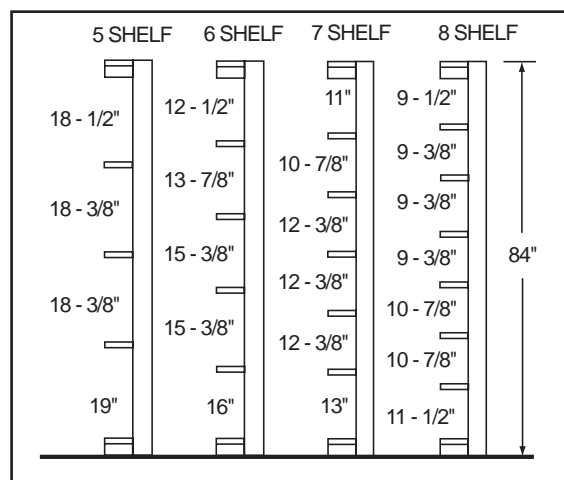 5 SHELF 6 SHELF 7 SHELF 8 SHELF
18 - 1/2"
18 - 3/8"
18 - 3/8"
19"
12 - 1/2"
13 - 7/8"
15 - 3/8"
15 - 3/8"
16"
11"
10 - 7/8"
12 - 3/8"
12 - 3/8"
12 - 3/8"
13"
9 - 1/2"
9 - 3/8"
9 - 3/8"
9 - 3/8"
10 - 7/8"
10 - 7/8"
11 - 1/2"
84"